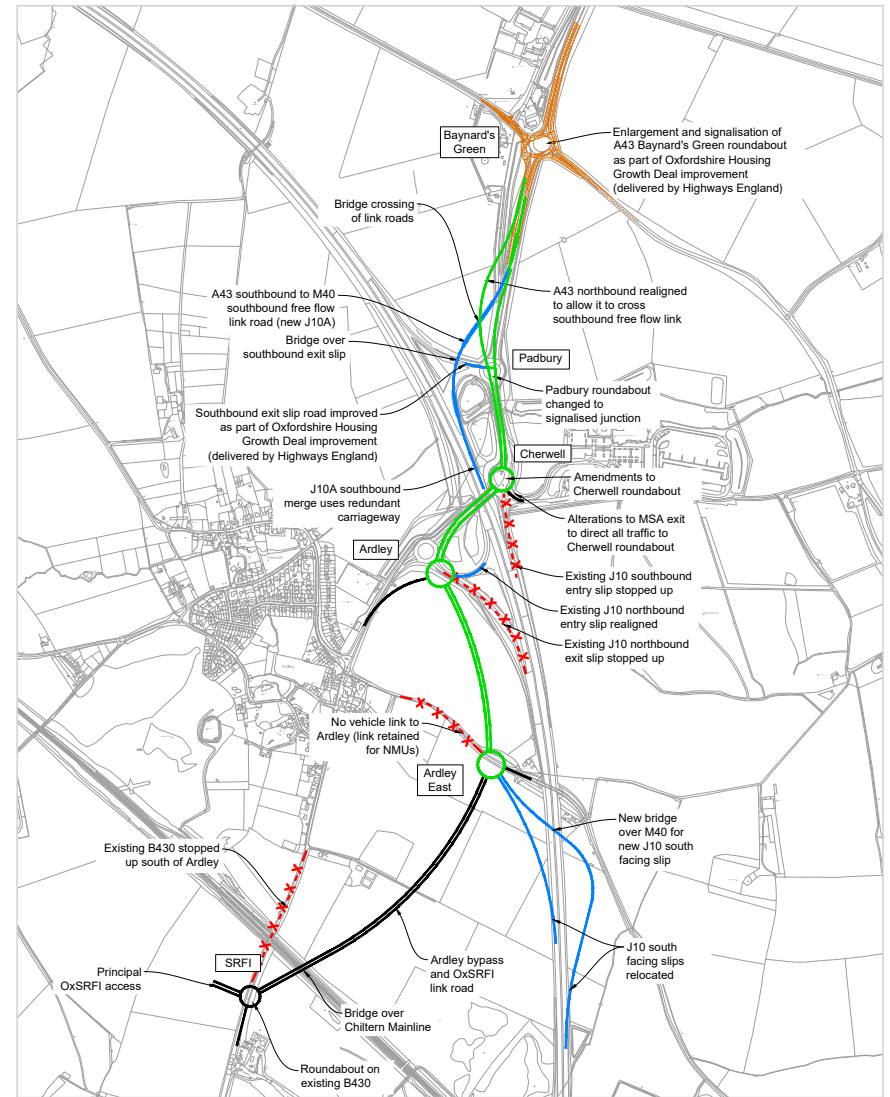 Baynard's
Green
Enlargement and signalisation of
A43 Baynard's Green roundabout
as part of Oxfordshire Housing
Growth Deal improvement
(delivered by Highways England)
Bridge crossing
of link roads
A43 southbound to M40
southbound free flow
link road (new J10A)
A43 northbound realigned
to allow it to cross
southbound free flow link
Bridge over
southbound exit slip
Padbury
Padbury roundabout
changed to
signalised junction
Southbound exit slip road improved
as part of Oxfordshire Housing
Growth Deal improvement
(delivered by Highways England)
Cherwell
Amendments to
Cherwell roundabout
J10A southbound
merge uses redundant
carriageway
Alterations to MSA exit
to direct all traffic to
Cherwell roundabout
Ardley
Existing J10 southbound
entry slip stopped up
Existing J10 northbound
entry slip realigned
Existing J10 northbound
exit slip stopped up
Ardley
No vehicle link to
Ardley (link retained
for NMUs)
Ardley
East
New bridge
over M40 for
new J10 south
facing slip
Existing B430 stopped
up south of Ardley
J10 south
facing slips
relocated
SRFI
Ardley bypass
and OxSRFI
link road
Principal
OxSRFI access
Bridge over
Chiltern Mainline
Roundabout on
existing B430